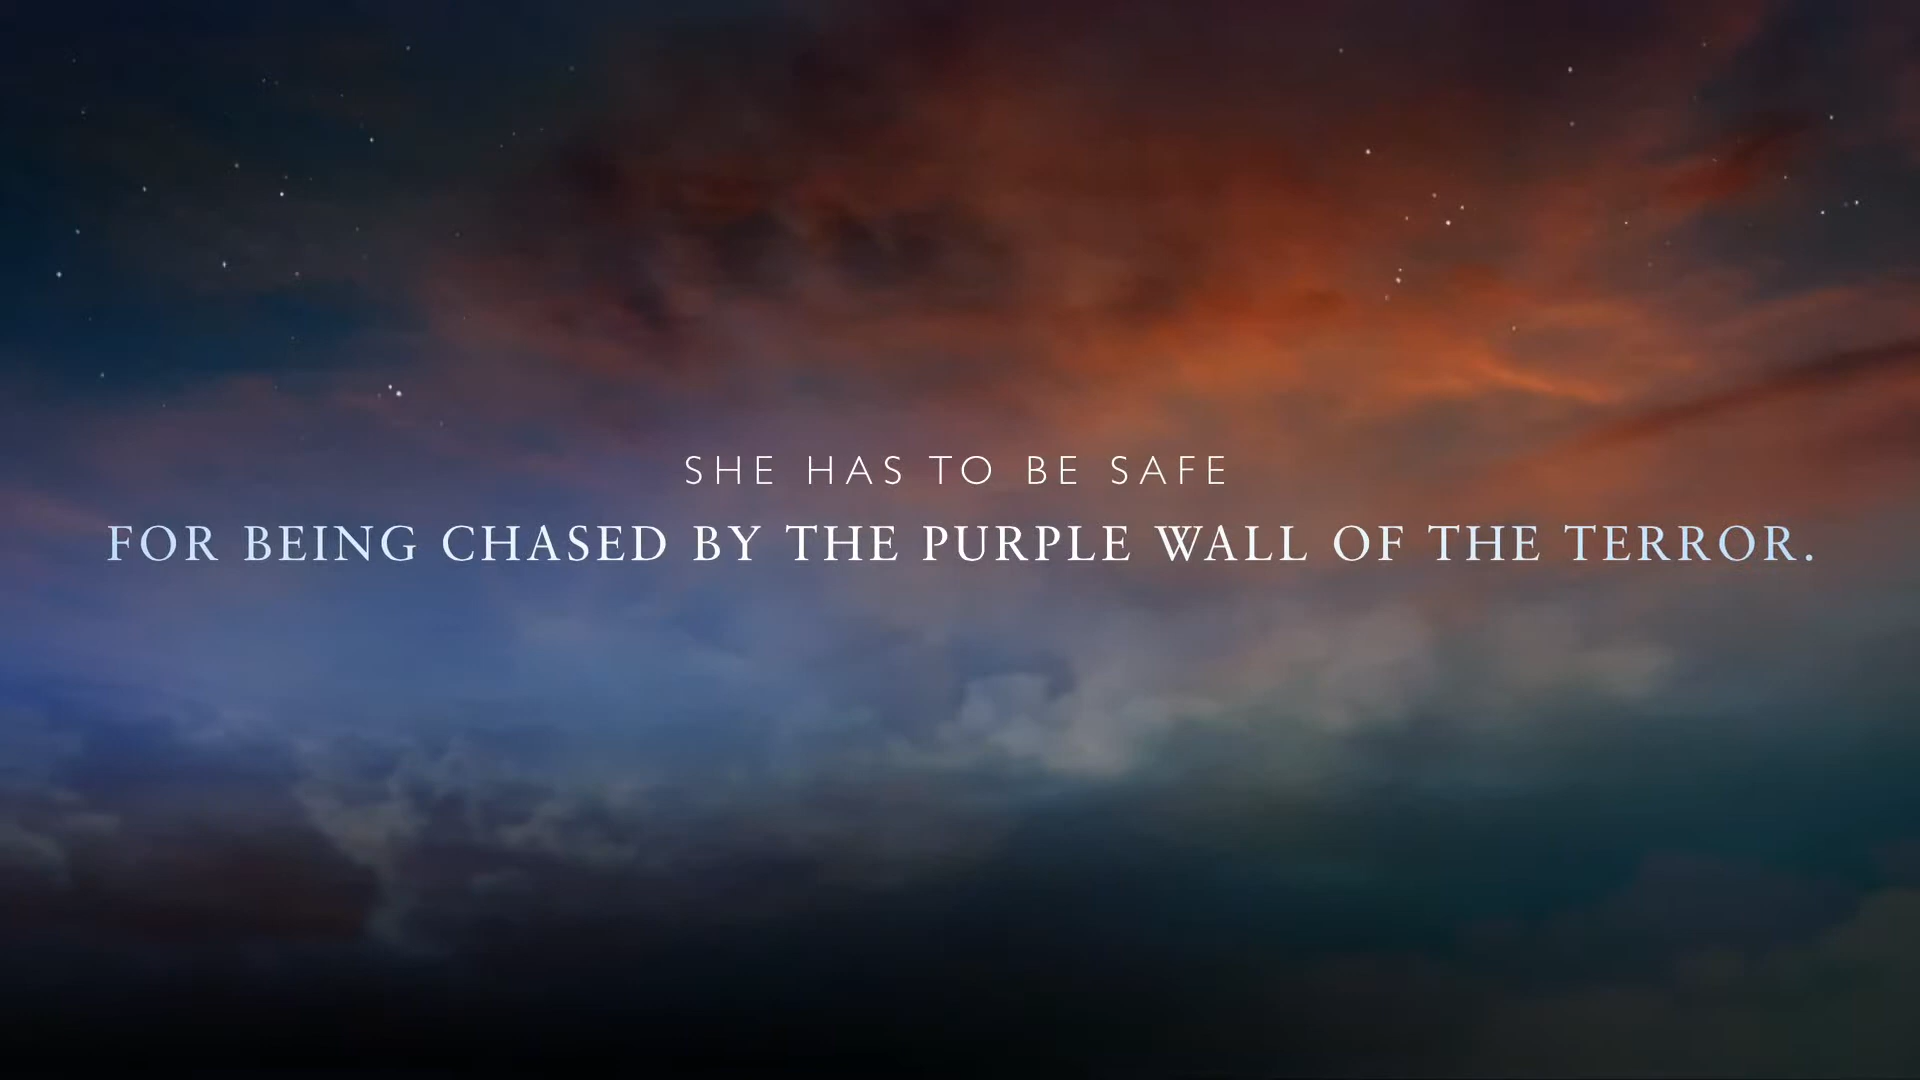 SHE HAS TO BE SAFE
FOR BEING CHASED BY THE PURPLE WALL OF THE TERROR.